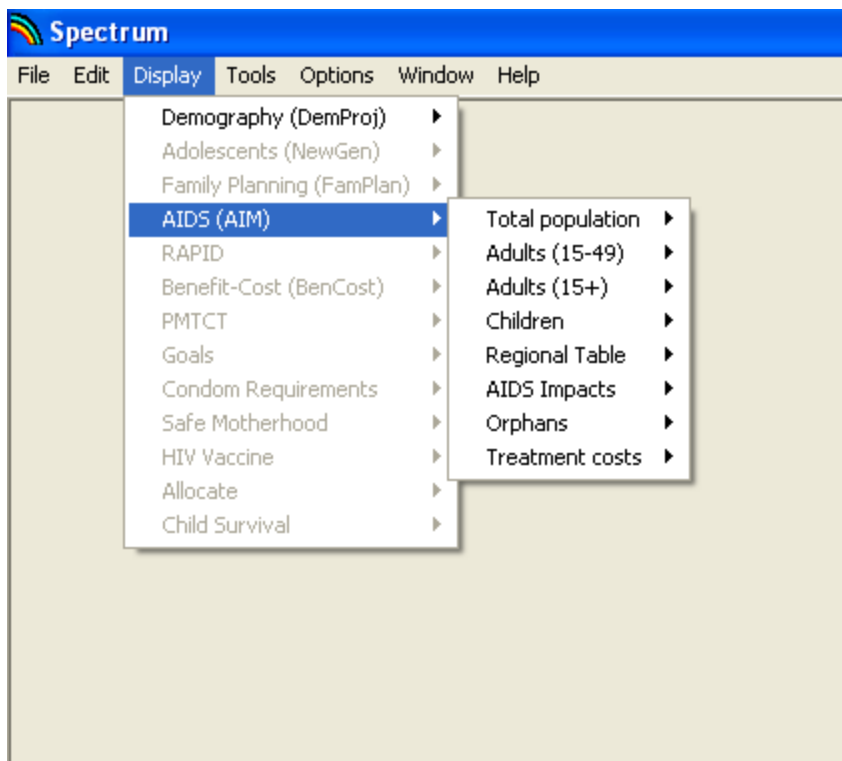 Spectrum
File Edit Display Tools Options Window Help
Demography (DemProj)
Adolescents (NewGen)
Family Planning (FamPlan)
AIDS (AIM)
RAPID
Benefit-Cost (BenCost)
PMTCT
Goals
Condom Requirements
Safe Motherhood
HIV Vaccine
Allocate
Child Survival
Total population
Adults (15-49)
Adults (15+)
Children
Regional Table
AIDS Impacts
Orphans
Treatment costs